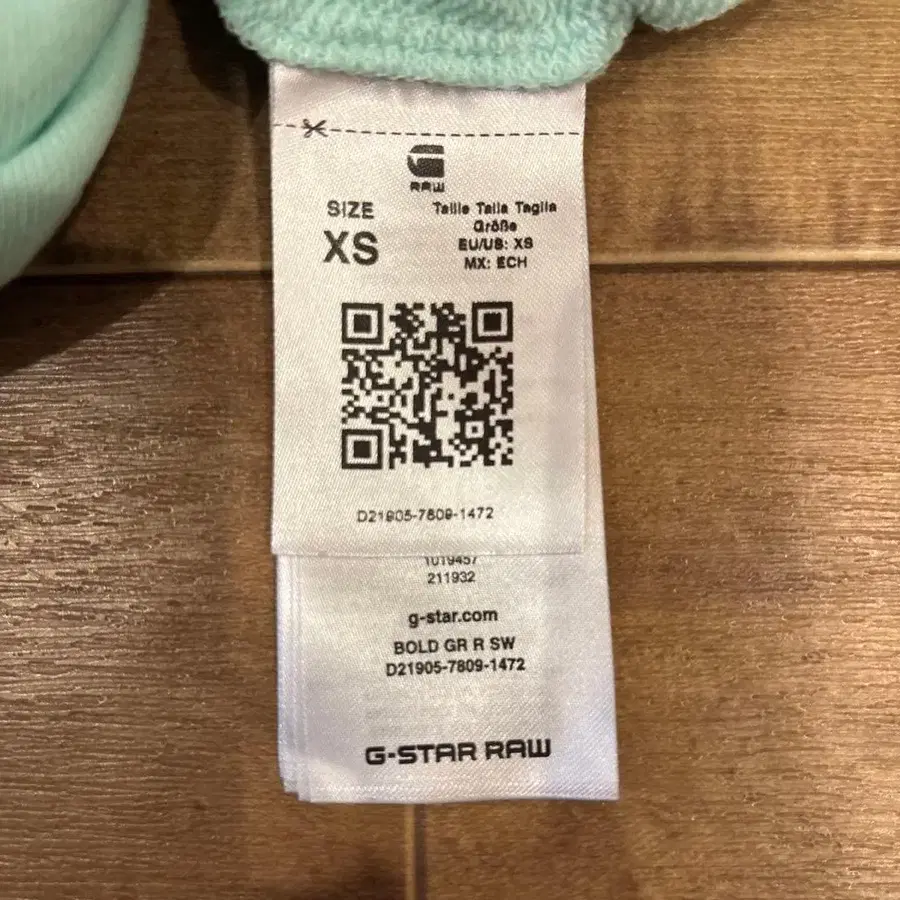 G
RAW
SIZE
XS
Taille Talla Taglia
Größe
EU/US: XS
MX: ECH
D21905-7809-1472
1019457
211932
g-star.com
BOLD GR R SW
D21905-7809-1472
G-STAR RAW